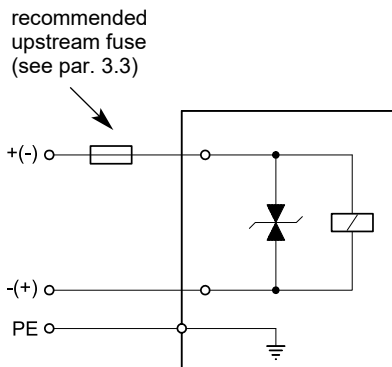 recommended
upstream fuse
(see par. 3.3)
+(-)
-(+)
PE